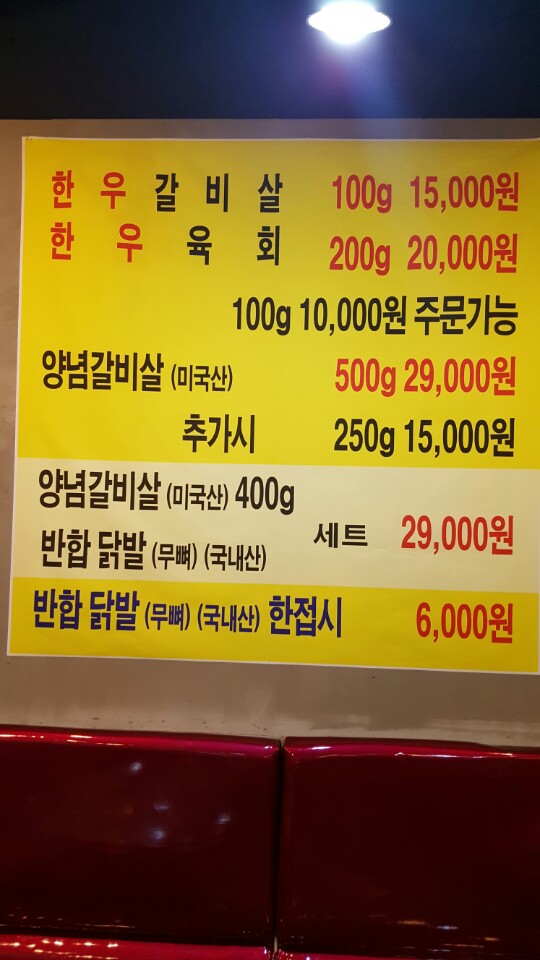 한우갈비살 100g 15,000원
한우육회 200g 20,000원
100g 10,000원 주문가능
양념갈비살 (미국산) 500g 29,000원
추가시 250g 15,000원
양념갈비살 (미국산) 400g
세트 29,000원
반합 닭발 (무뼈) (국내산)
반합 닭발 (무뼈) (국내산) 한접시 6,000원